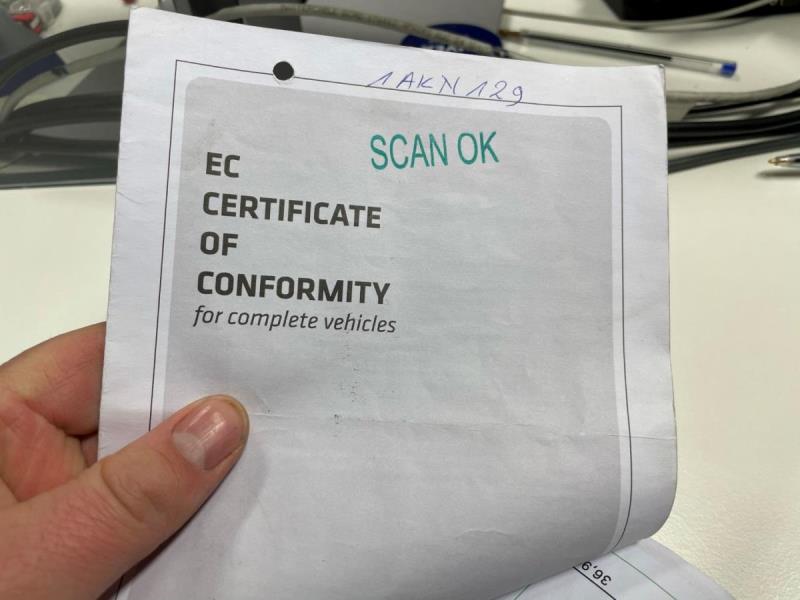 1AKN129
SCAN OK
EC
CERTIFICATE
OF
CONFORMITY
for complete vehicles
36,9